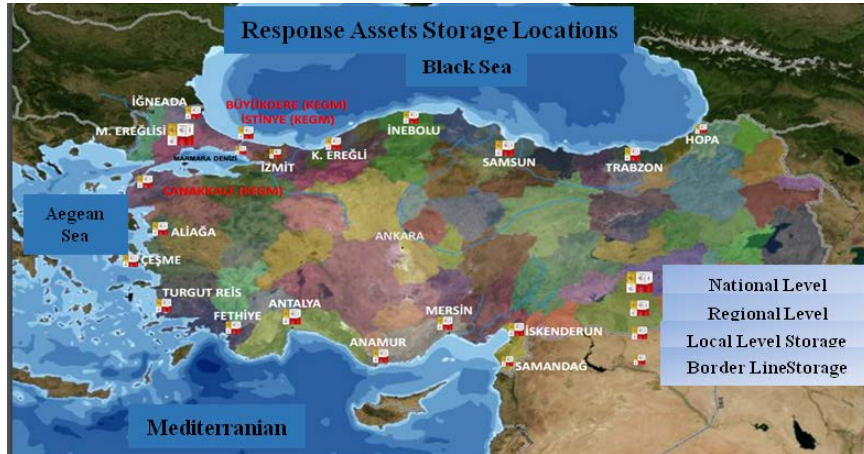 Response Assets Storage Locations
Black Sea
İĞNEADA
BÜYÜKDERE (KEGM)
İSTİNYE (KEGM)
M. EREĞLİSİ
MARMARA DENİZİ
İZMİT
K. EREĞLİ
İNEBOLU
SAMSUN
TRABZON
HOPA
ÇANAKKALE (KEGM)
Aegean
Sea
ALİAĞA
ANKARA
ÇEŞME
TURGUT REİS
FETHİYE
ANTALYA
MERSİN
ANAMUR
İSKENDERUN
SAMANDAĞ
National Level
Regional Level
Local Level Storage
Border LineStorage
Mediterranian